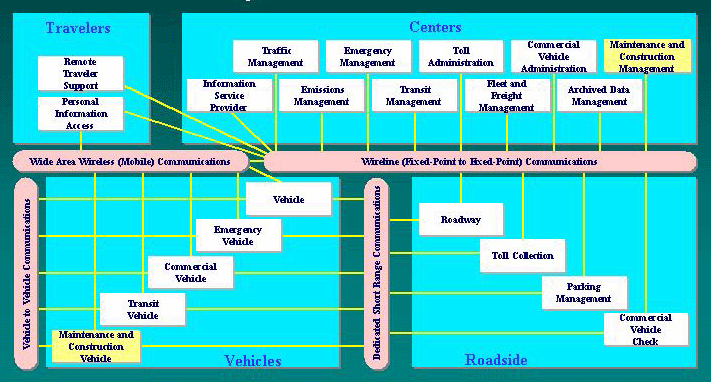 Travelers
Centers
Remote
Traveler
Support
Personal
Information
Access
Traffic
Management
Emergency
Management
Toll
Administration
Commercial
Vehicle
Administration
Maintenance and
Construction
Management
Information
Service
Provider
Emissions
Management
Transit
Management
Fleet and
Freight
Management
Archived Data
Management
Wide Area Wireless (Mobile) Communications
Wireline (Fixed-Point to Fixed-Point) Communications
Vehicle to Vehicle Communications
Vehicle
Emergency
Vehicle
Commercial
Vehicle
Transit
Vehicle
Maintenance and
Construction
Vehicle
Vehicles
Dedicated Short Range Communications
Roadway
Toll Collection
Parking
Management
Commercial
Vehicle
Check
Roadside